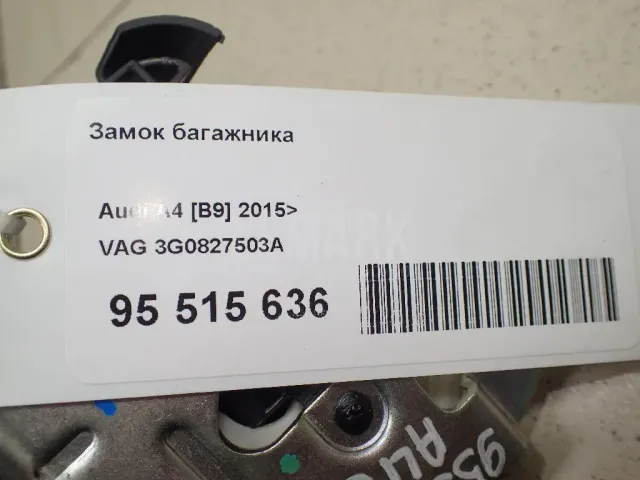 Замок багажника
Audi A4 [B9] 2015>
VAG 3G0827503A
95 515 636